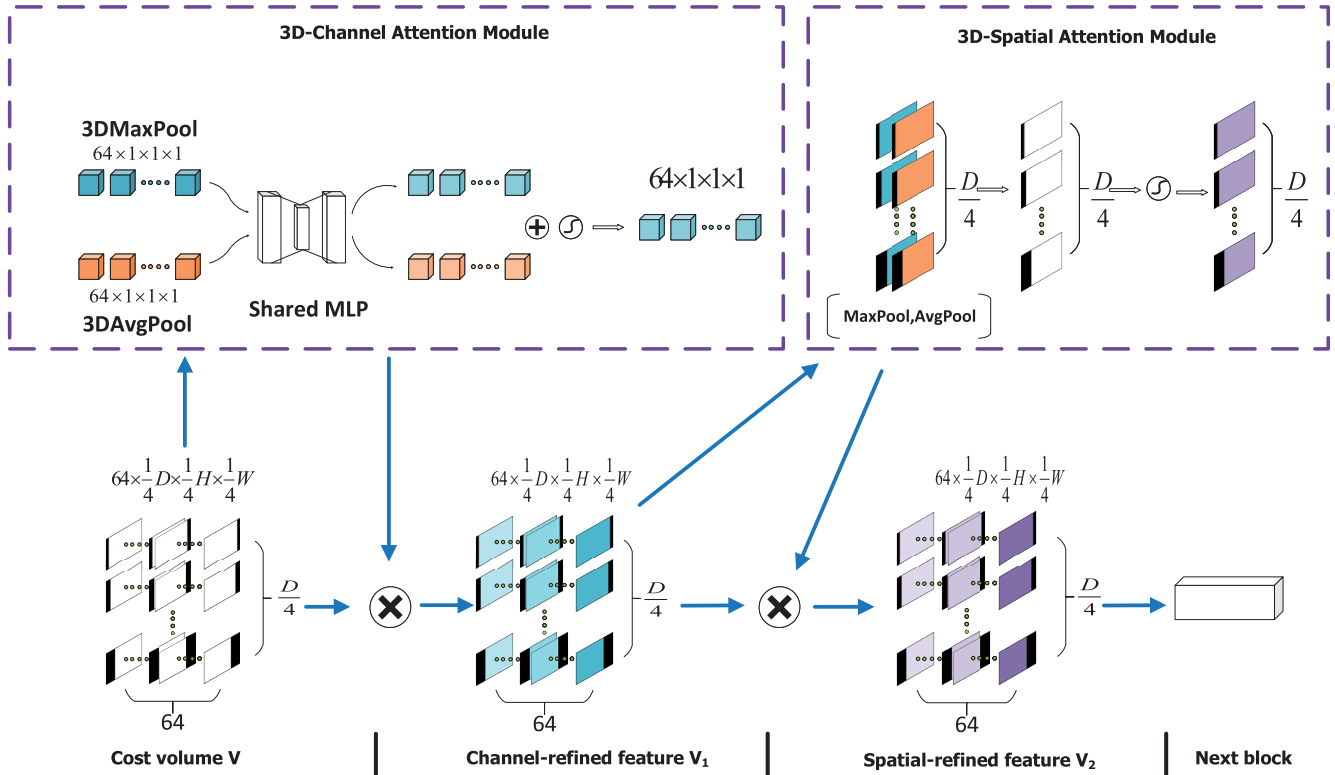 3D-Channel Attention Module
3DMaxPool
64×1×1×1
64×1×1×1
3DAvgPool
Shared MLP
64×1×1×1
3D-Spatial Attention Module
D/4
D/4
D/4
MaxPool,AvgPool
64×1/4D×1/4H×1/4W
D/4
64
Cost volume V
64×1/4D×1/4H×1/4W
D/4
64
Channel-refined feature V₁
64×1/4D×1/4H×1/4W
D/4
64
Spatial-refined feature V₂
Next block